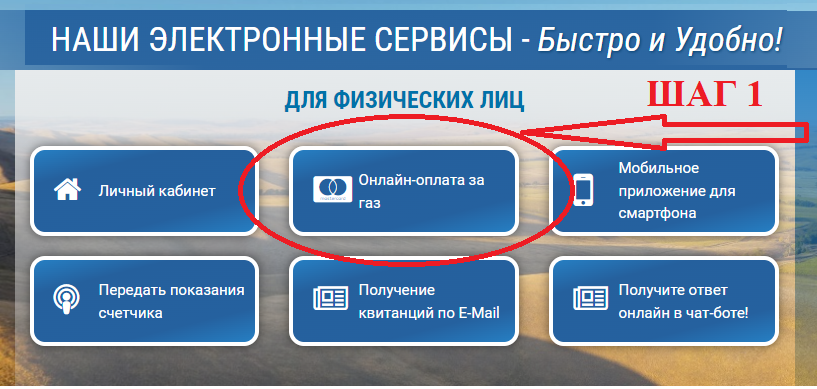 НАШИ ЭЛЕКТРОННЫЕ СЕРВИСЫ - Быстро и Удобно!
ДЛЯ ФИЗИЧЕСКИХ ЛИЦ
ШАГ 1
Личный кабинет
Онлайн-оплата за
газ
Мобильное
приложение для
смартфона
Передать показания
счетчика
Получение
квитанций по E-Mail
Получите ответ
онлайн в чат-боте!